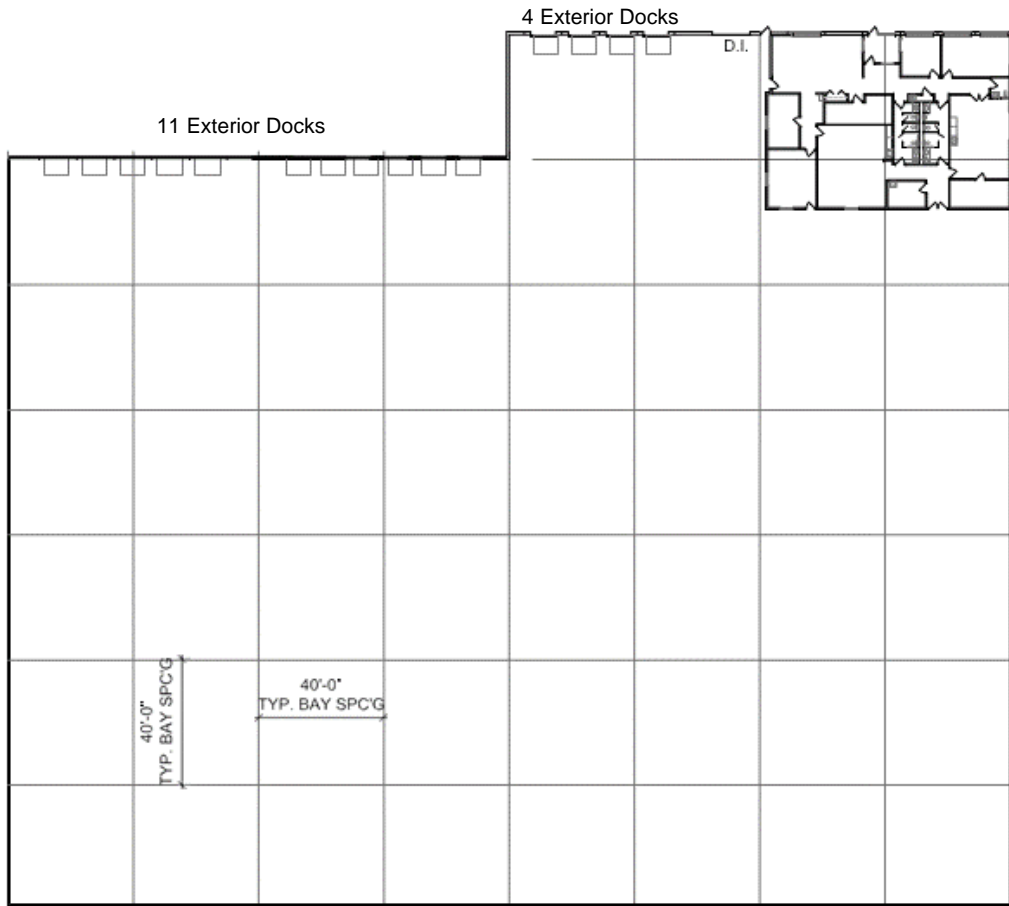 4 Exterior Docks
D.I.
11 Exterior Docks
40'-0"
TYP. BAY SPC'G
40'-0"
TYP. BAY SPC'G